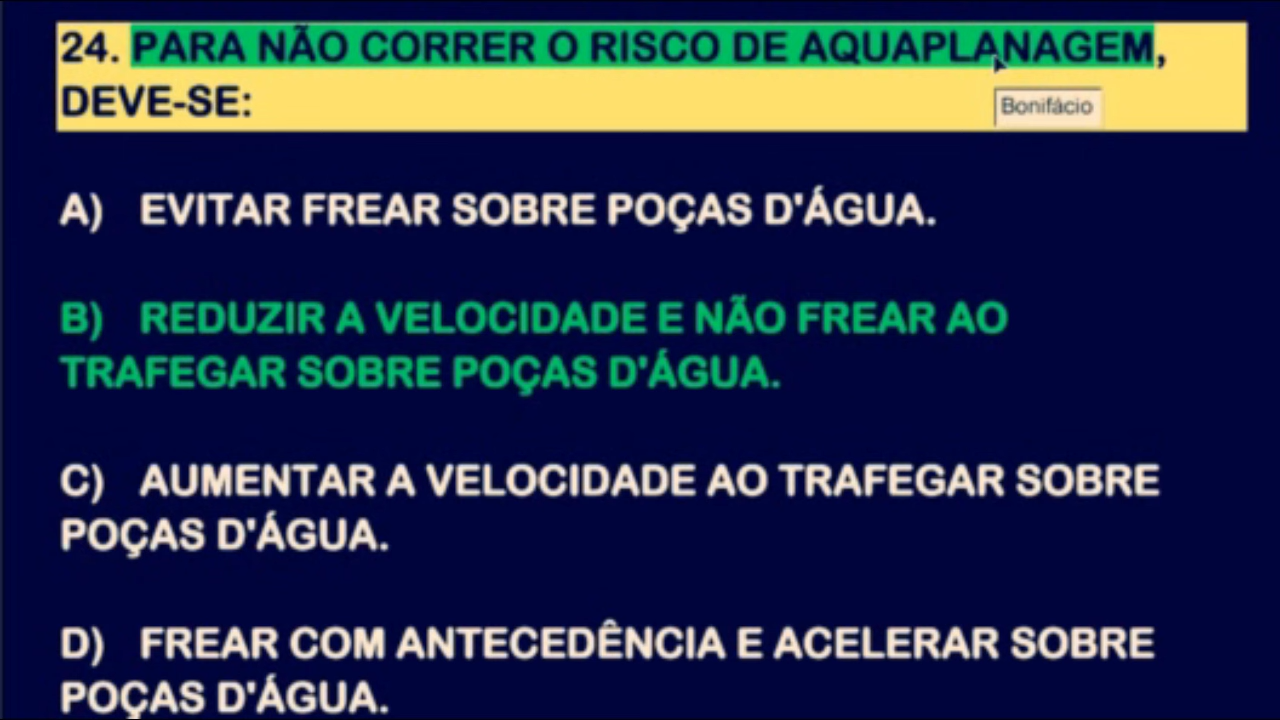 24. PARA NÃO CORRER O RISCO DE AQUAPLANAGEM,
DEVE-SE:
Bonifácio
A) EVITAR FREAR SOBRE POÇAS D'ÁGUA.
B) REDUZIR A VELOCIDADE E NÃO FREAR AO
TRAFEGAR SOBRE POÇAS D'ÁGUA.
C) AUMENTAR A VELOCIDADE AO TRAFEGAR SOBRE
POÇAS D'ÁGUA.
D) FREAR COM ANTECEDÊNCIA E ACELERAR SOBRE
POÇAS D'ÁGUA.